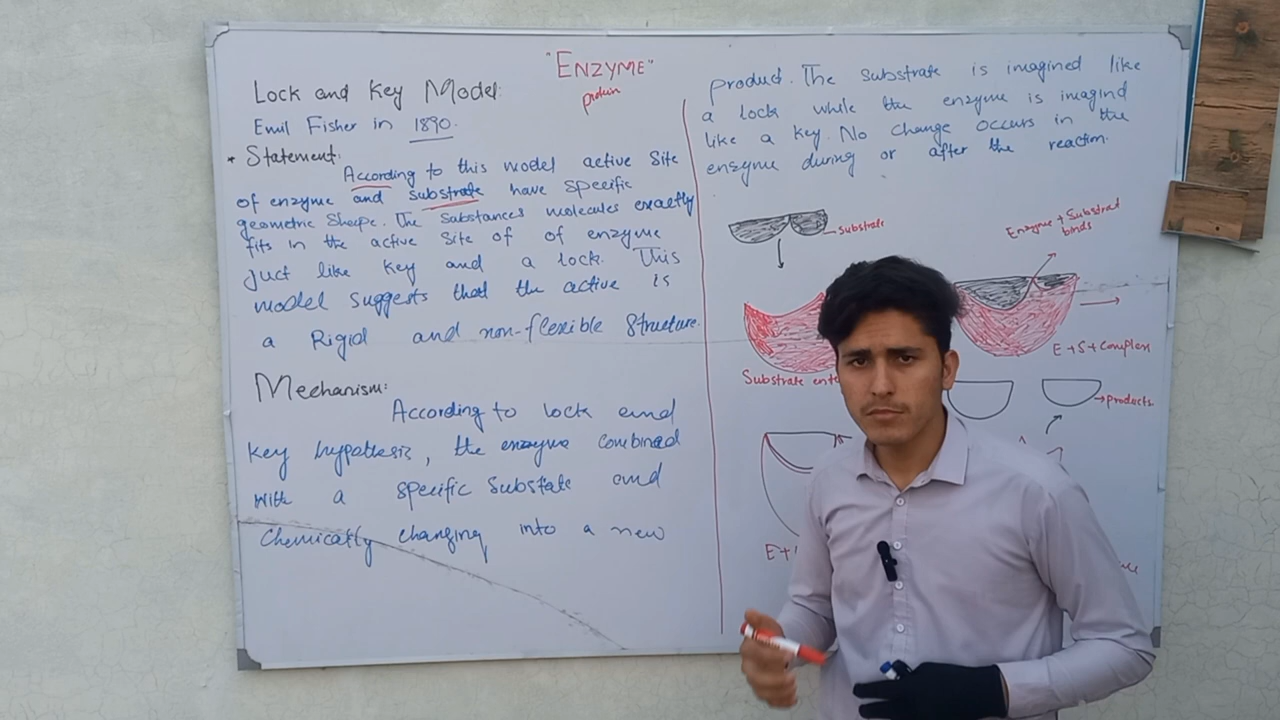 "ENZYME"
protein
Lock and Key Model:
Emil Fisher in 1890.
* Statement:
According to this model active Site
of enzyme and substrate have specific
geometric Shape. The Substances molecules exactly
fits in the active Site of of enzyme
Just like Key and a lock. This
model suggests that the active is
a Rigid and non-flexible Structure.
Mechanism:
According to lock and
Key hypothesis, the enzyme Combined
with a specific Substate and
Chemically changing into a new
product. The substrate is imagined like
a lock while the enzyme is imagind
like a key. No change occurs in the
enzyme during or after the reaction.
substrate
Enzyme + Substrad
binds
E+S+Complex
Substrate
products
E+